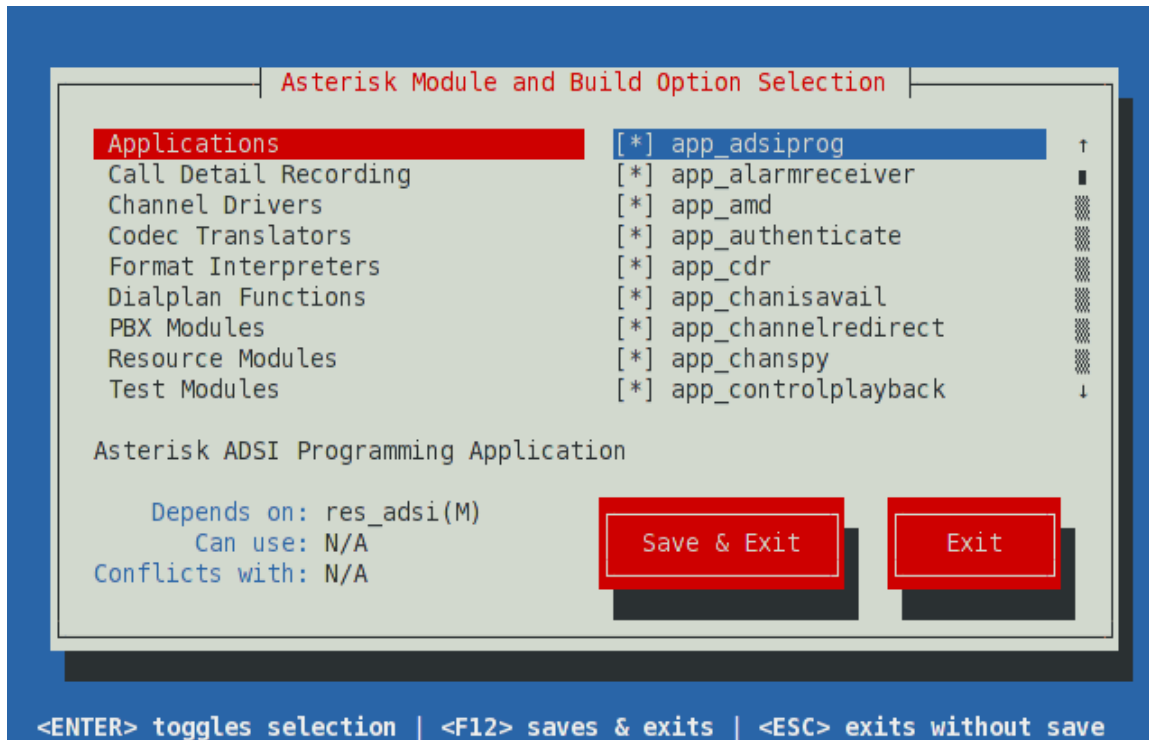 Asterisk Module and Build Option Selection
Applications [*] app_adsiprog ↑
Call Detail Recording [*] app_alarmreceiver
Channel Drivers [*] app_amd
Codec Translators [*] app_authenticate
Format Interpreters [*] app_cdr
Dialplan Functions [*] app_chanisavail
PBX Modules [*] app_channelredirect
Resource Modules [*] app_chanspy
Test Modules [*] app_controlplayback ↓
Asterisk ADSI Programming Application
Depends on: res_adsi(M)
Can use: N/A
Conflicts with: N/A
Save & Exit Exit
<ENTER> toggles selection | <F12> saves & exits | <ESC> exits without save